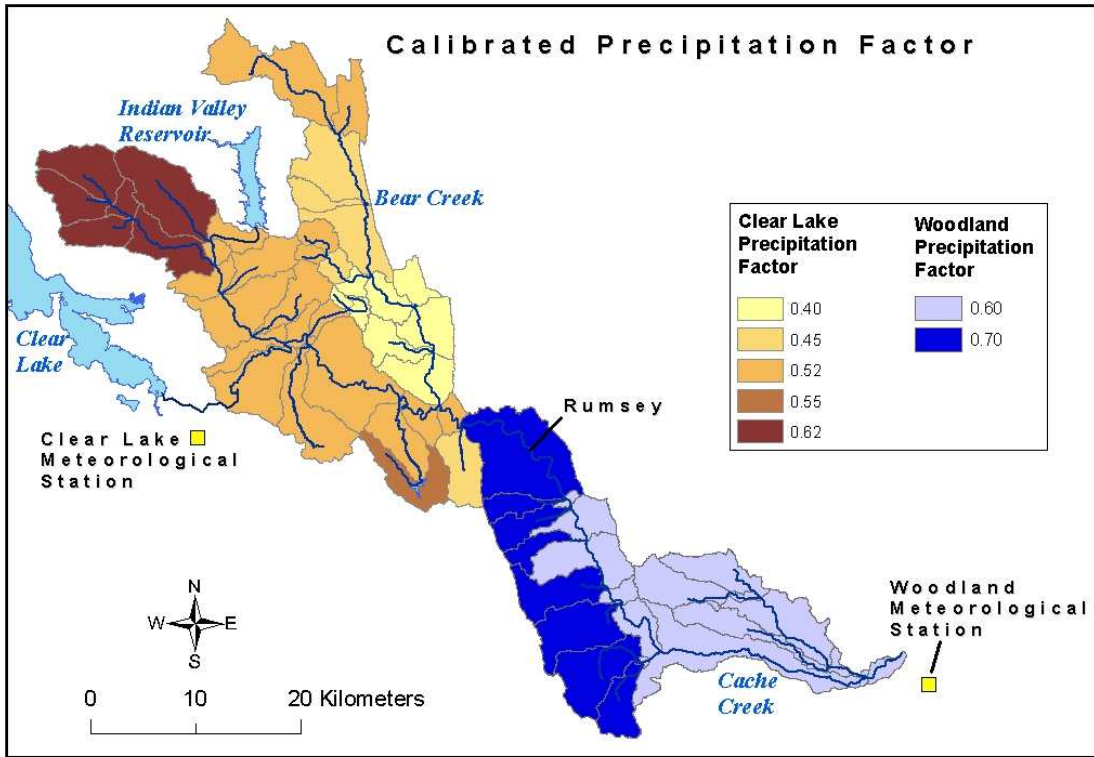 Calibrated Precipitation Factor
Indian Valley
Reservoir
Bear Creek
Clear Lake
Precipitation
Factor
0.40
0.45
0.52
0.55
0.62
Woodland
Precipitation
Factor
0.60
0.70
Clear
Lake
Clear Lake
Meteorological
Station
Rumsey
Woodland
Meteorological
Station
N
W
E
S
Cache
Creek
0 10 20 Kilometers